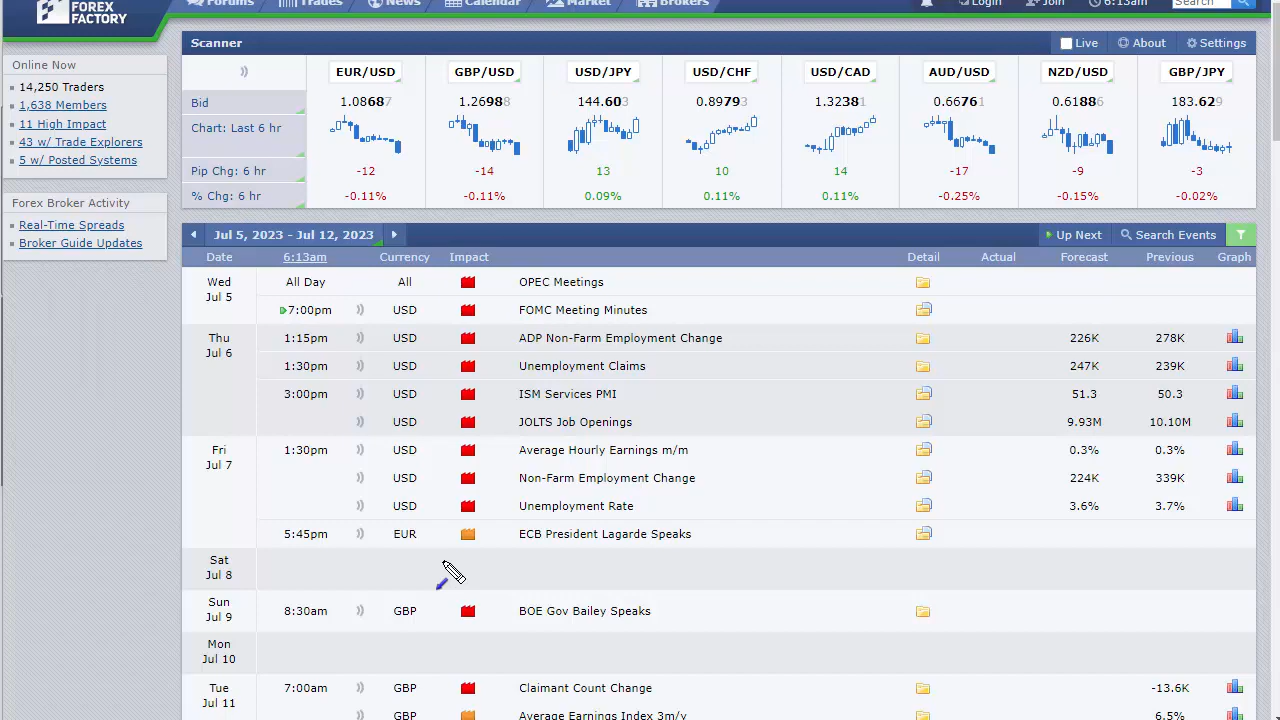 FOREX
FACTORY
Forums Trades News Calendar Market Brokers Login Join 6:13am Search
Online Now
14,250 Traders
1,638 Members
11 High Impact
43 w/ Trade Explorers
5 w/ Posted Systems
Forex Broker Activity
Real-Time Spreads
Broker Guide Updates
Scanner Live About Settings
EUR/USD GBP/USD USD/JPY USD/CHF USD/CAD AUD/USD NZD/USD GBP/JPY
Bid 1.08687 1.26988 144.603 0.89793 1.32381 0.66761 0.61886 183.629
Chart: Last 6 hr
Pip Chg: 6 hr -12 -14 13 10 14 -17 -9 -3
% Chg: 6 hr -0.11% -0.11% 0.09% 0.11% 0.11% -0.25% -0.15% -0.02%
Jul 5, 2023 - Jul 12, 2023 Up Next Search Events
Date 6:13am Currency Impact Detail Actual Forecast Previous Graph
Wed All Day All OPEC Meetings
Jul 5
7:00pm USD FOMC Meeting Minutes
Thu 1:15pm USD ADP Non-Farm Employment Change 226K 278K
Jul 6
1:30pm USD Unemployment Claims 247K 239K
3:00pm USD ISM Services PMI 51.3 50.3
USD JOLTS Job Openings 9.93M 10.10M
Fri 1:30pm USD Average Hourly Earnings m/m 0.3% 0.3%
Jul 7
USD Non-Farm Employment Change 224K 339K
USD Unemployment Rate 3.6% 3.7%
5:45pm EUR ECB President Lagarde Speaks
Sat
Jul 8
Sun 8:30am GBP BOE Gov Bailey Speaks
Jul 9
Mon
Jul 10
Tue 7:00am GBP Claimant Count Change -13.6K
Jul 11
GBP Average Earnings Index 3m/y 6.5%